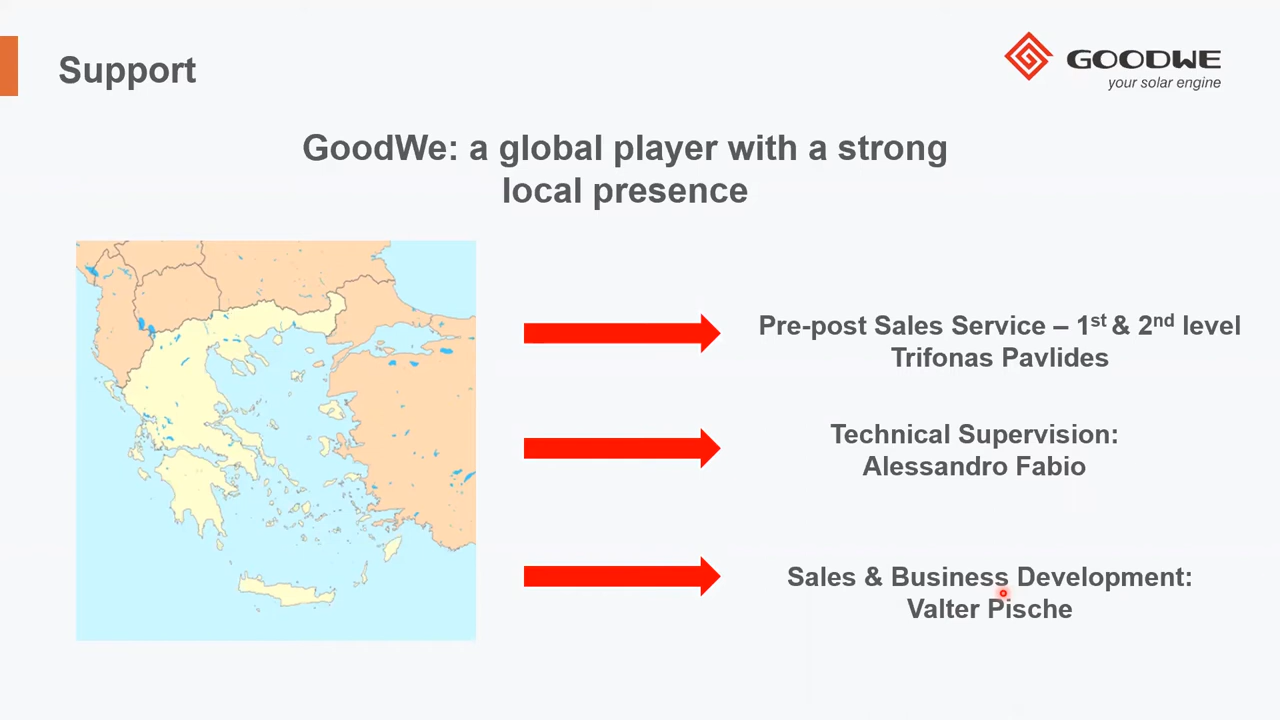 Support
GOODWE
your solar engine
GoodWe: a global player with a strong
local presence
Pre-post Sales Service – 1st & 2nd level
Trifonas Pavlides
Technical Supervision:
Alessandro Fabio
Sales & Business Development:
Valter Pische